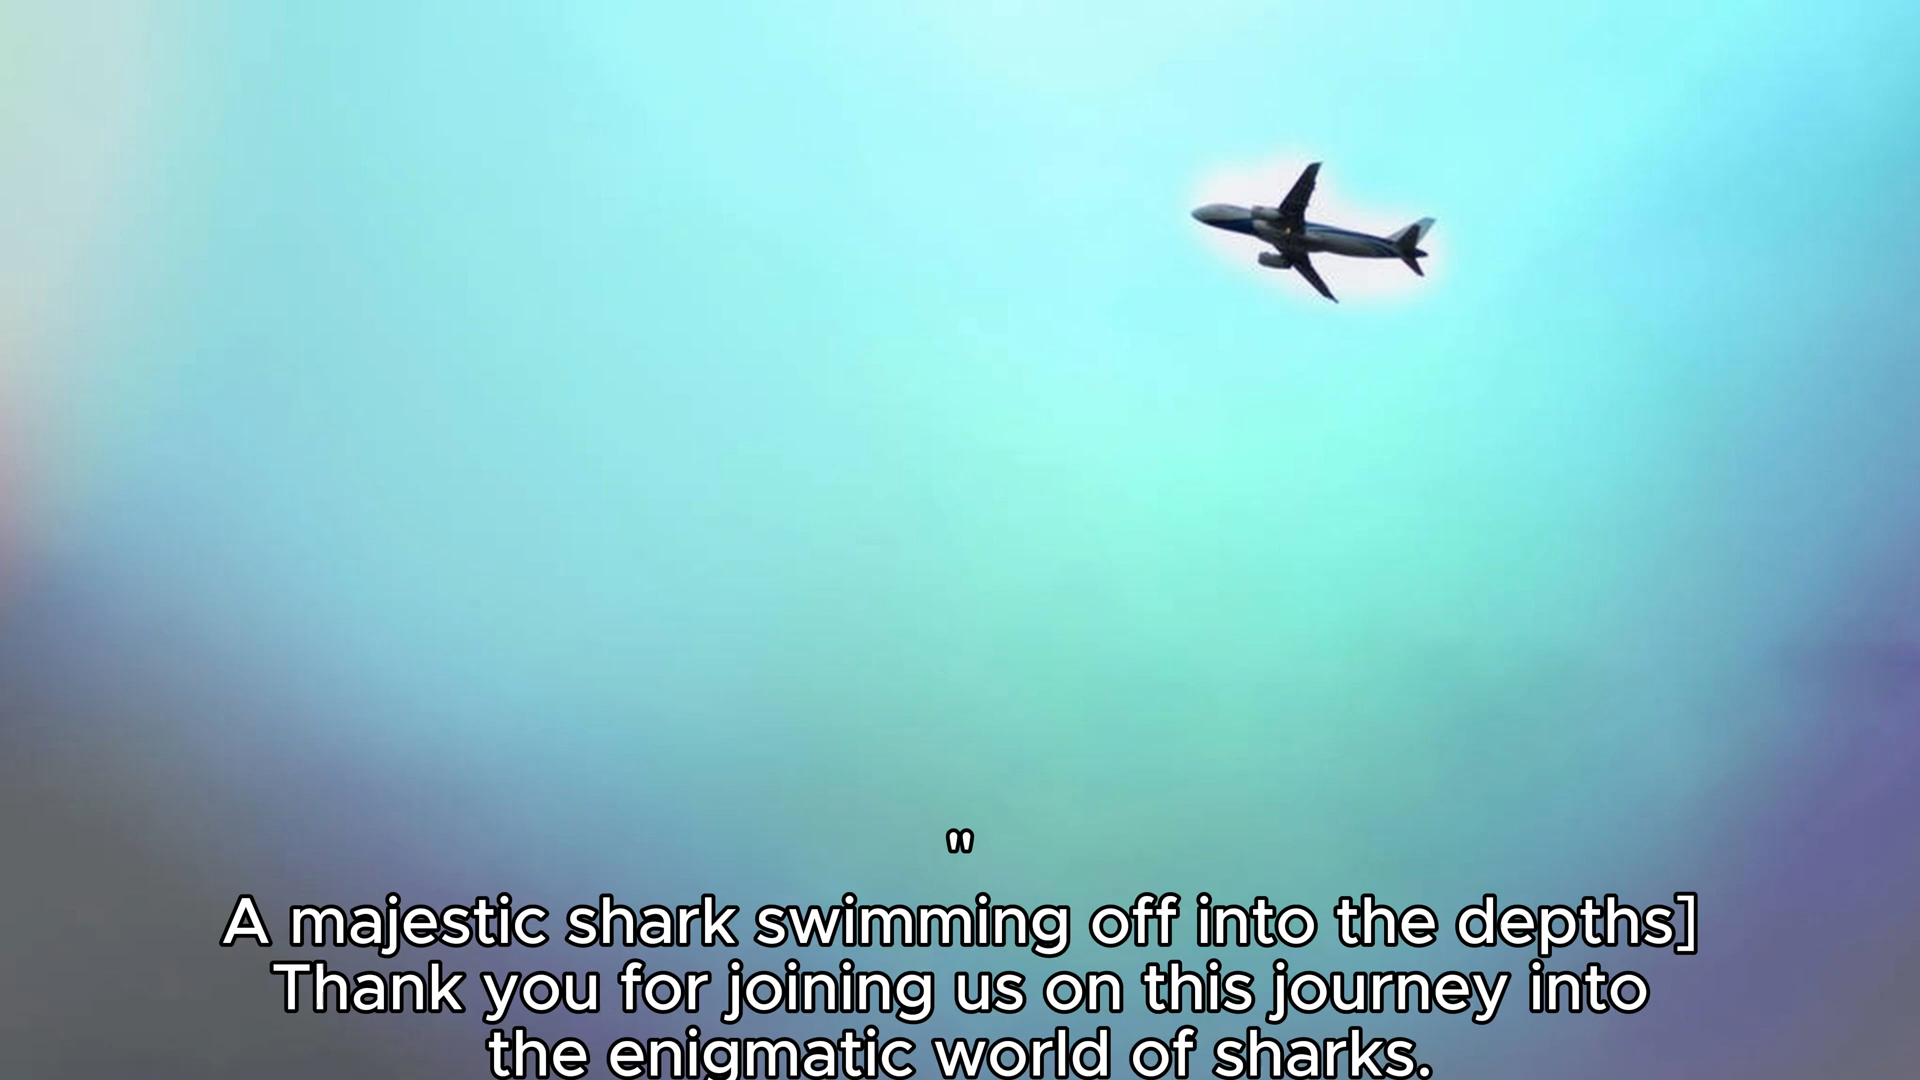 "
A majestic shark swimming off into the depths]
Thank you for joining us on this journey into
the enigmatic world of sharks.